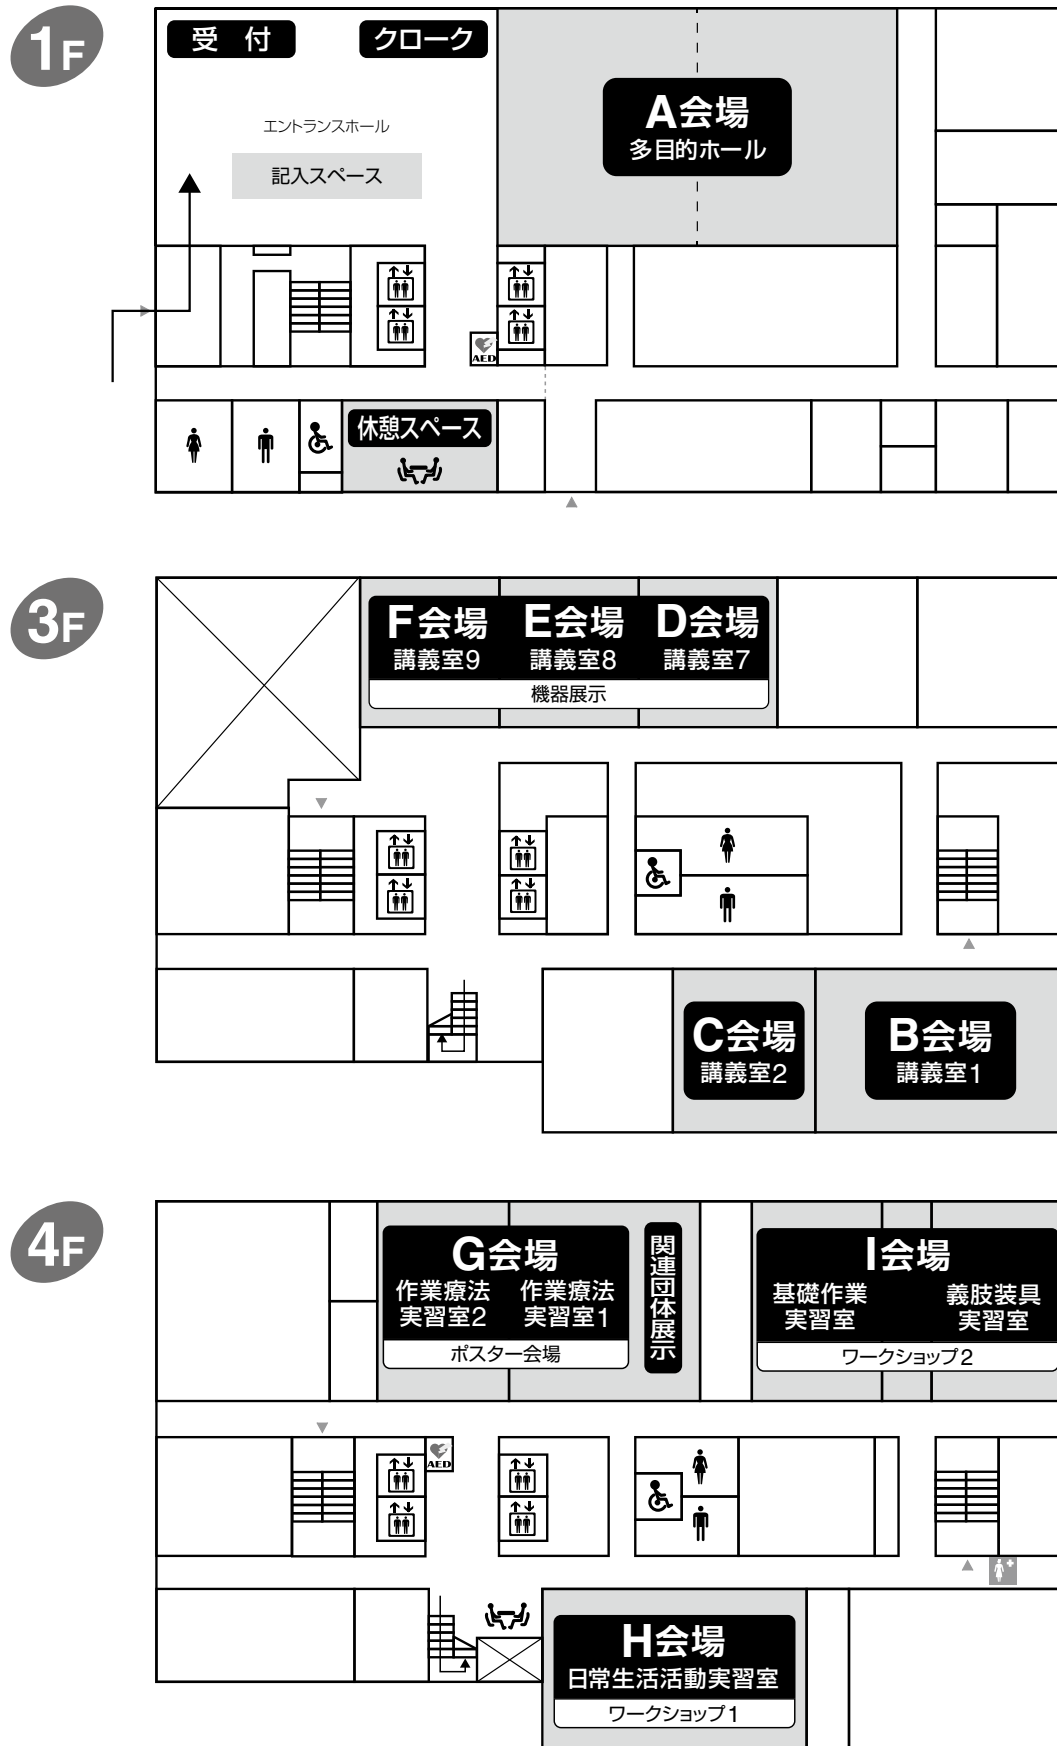 1F
受 付
クローク
エントランスホール
記入スペース
A会場
多目的ホール
AED
休憩スペース
3F
F会場
講義室9
E会場
講義室8
D会場
講義室7
機器展示
C会場
講義室2
B会場
講義室1
4F
G会場
作業療法
実習室2
作業療法
実習室1
ポスター会場
関連団体展示
I会場
基礎作業
実習室
義肢装具
実習室
ワークショップ2
AED
H会場
日常生活活動実習室
ワークショップ1